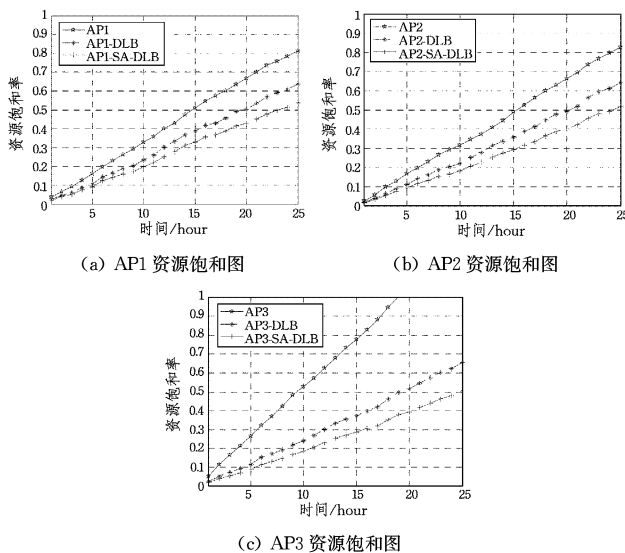 1
0.9
0.8
0.7
0.6
0.5
0.4
0.3
0.2
0.1
0
AP1
AP1-DLB
AP1-SA-DLB
资源饱和率
5 10 15 20 25
时间/hour
(a) AP1 资源饱和图
1
0.9
0.8
0.7
0.6
0.5
0.4
0.3
0.2
0.1
0
AP2
AP2-DLB
AP2-SA-DLB
资源饱和率
5 10 15 20 25
时间/hour
(b) AP2 资源饱和图
1
0.9
0.8
0.7
0.6
0.5
0.4
0.3
0.2
0.1
0
AP3
AP3-DLB
AP3-SA-DLB
资源饱和率
5 10 15 20 25
时间/hour
(c) AP3 资源饱和图